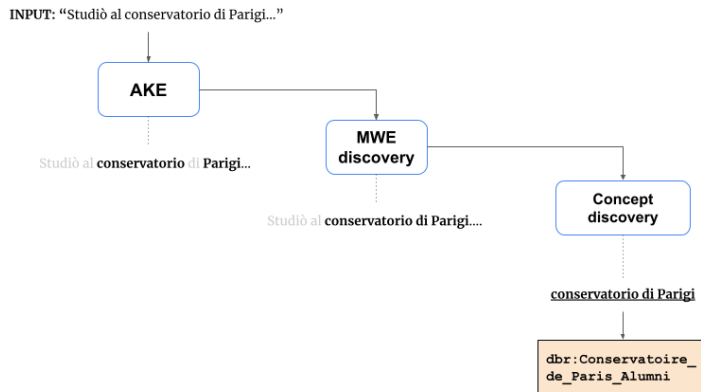 INPUT: “Studiò al conservatorio di Parigi...”
AKE
Studiò al conservatorio di Parigi...
MWE
discovery
Studiò al conservatorio di Parigi....
Concept
discovery
conservatorio di Parigi
dbr:Conservatoire_
de_Paris_Alumni